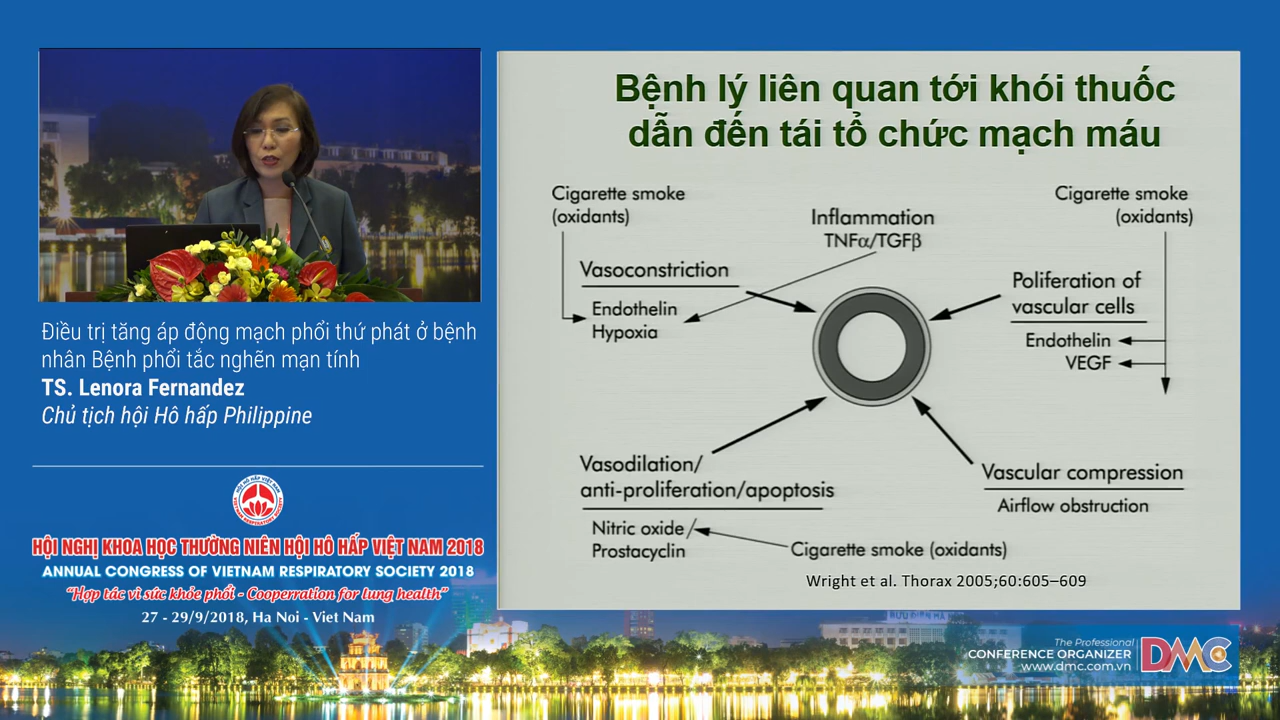 Bệnh lý liên quan tới khói thuốc
dẫn đến tái tổ chức mạch máu
Cigarette smoke
(oxidants)
Inflammation
TNFα/TGFβ
Cigarette smoke
(oxidants)
Vasoconstriction
Endothelin
Hypoxia
Poliferation of
vascular cells
Endothelin
VEGF
Vasodilation/
anti-proliferation/apoptosis
Nitric oxide/
Prostacyclin
Cigarette smoke (oxidants)
Vascular compression
Airflow obstruction
Wright et al. Thorax 2005;60:605–609
Điều trị tăng áp động mạch phổi thứ phát ở bệnh
nhân Bệnh phổi tắc nghẽn mạn tính
TS. Lenora Fernandez
Chủ tịch hội Hô hấp Philippine
HỘI NGHỊ KHOA HỌC THƯỜNG NIÊN HỘI HÔ HẤP VIỆT NAM 2018
ANNUAL CONGRESS OF VIETNAM RESPIRATORY SOCIETY 2018
"Hợp tác vì sức khỏe phổi - Cooperration for lung health"
27 - 29/9/2018, Ha Noi - Viet Nam
The Professional
CONFERENCE ORGANIZER
www.dmc.com.vn
DMC